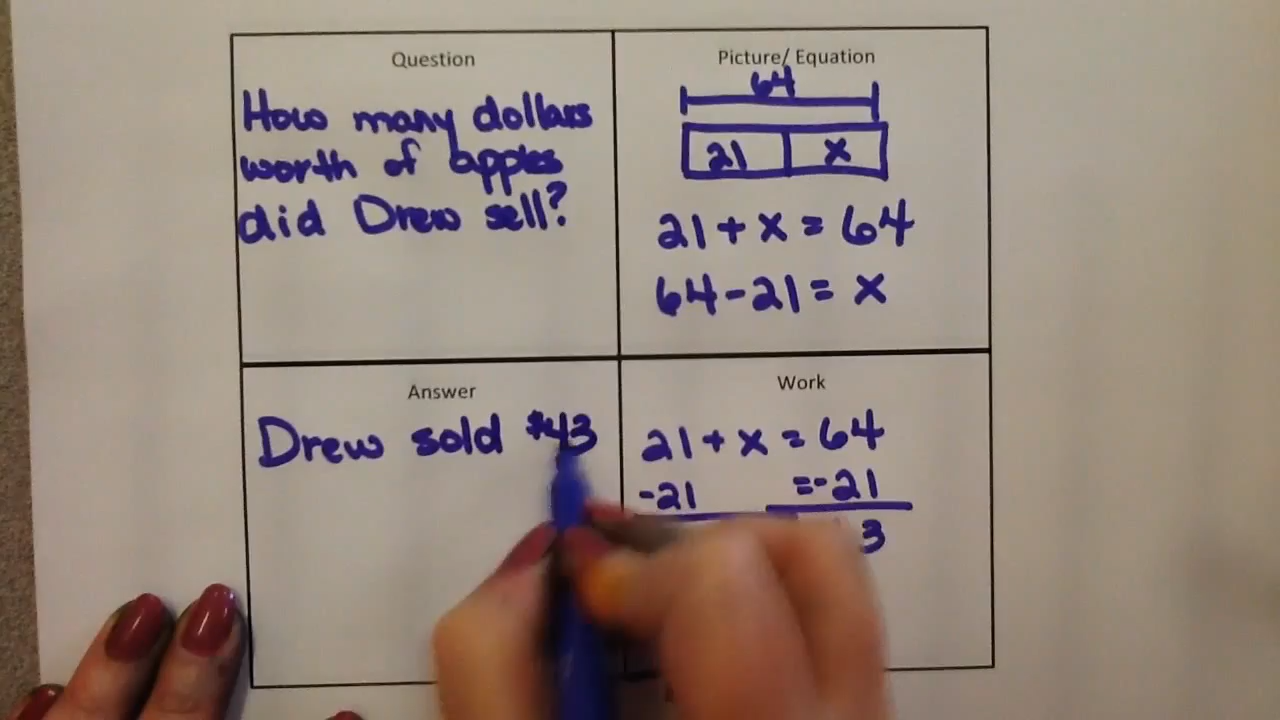 Question
How many dollars
worth of apples
did Drew sell?
Picture/ Equation
64
21 x
21 + x = 64
64 - 21 = x
Answer
Drew sold $43
Work
21 + x = 64
-21 =-21
3